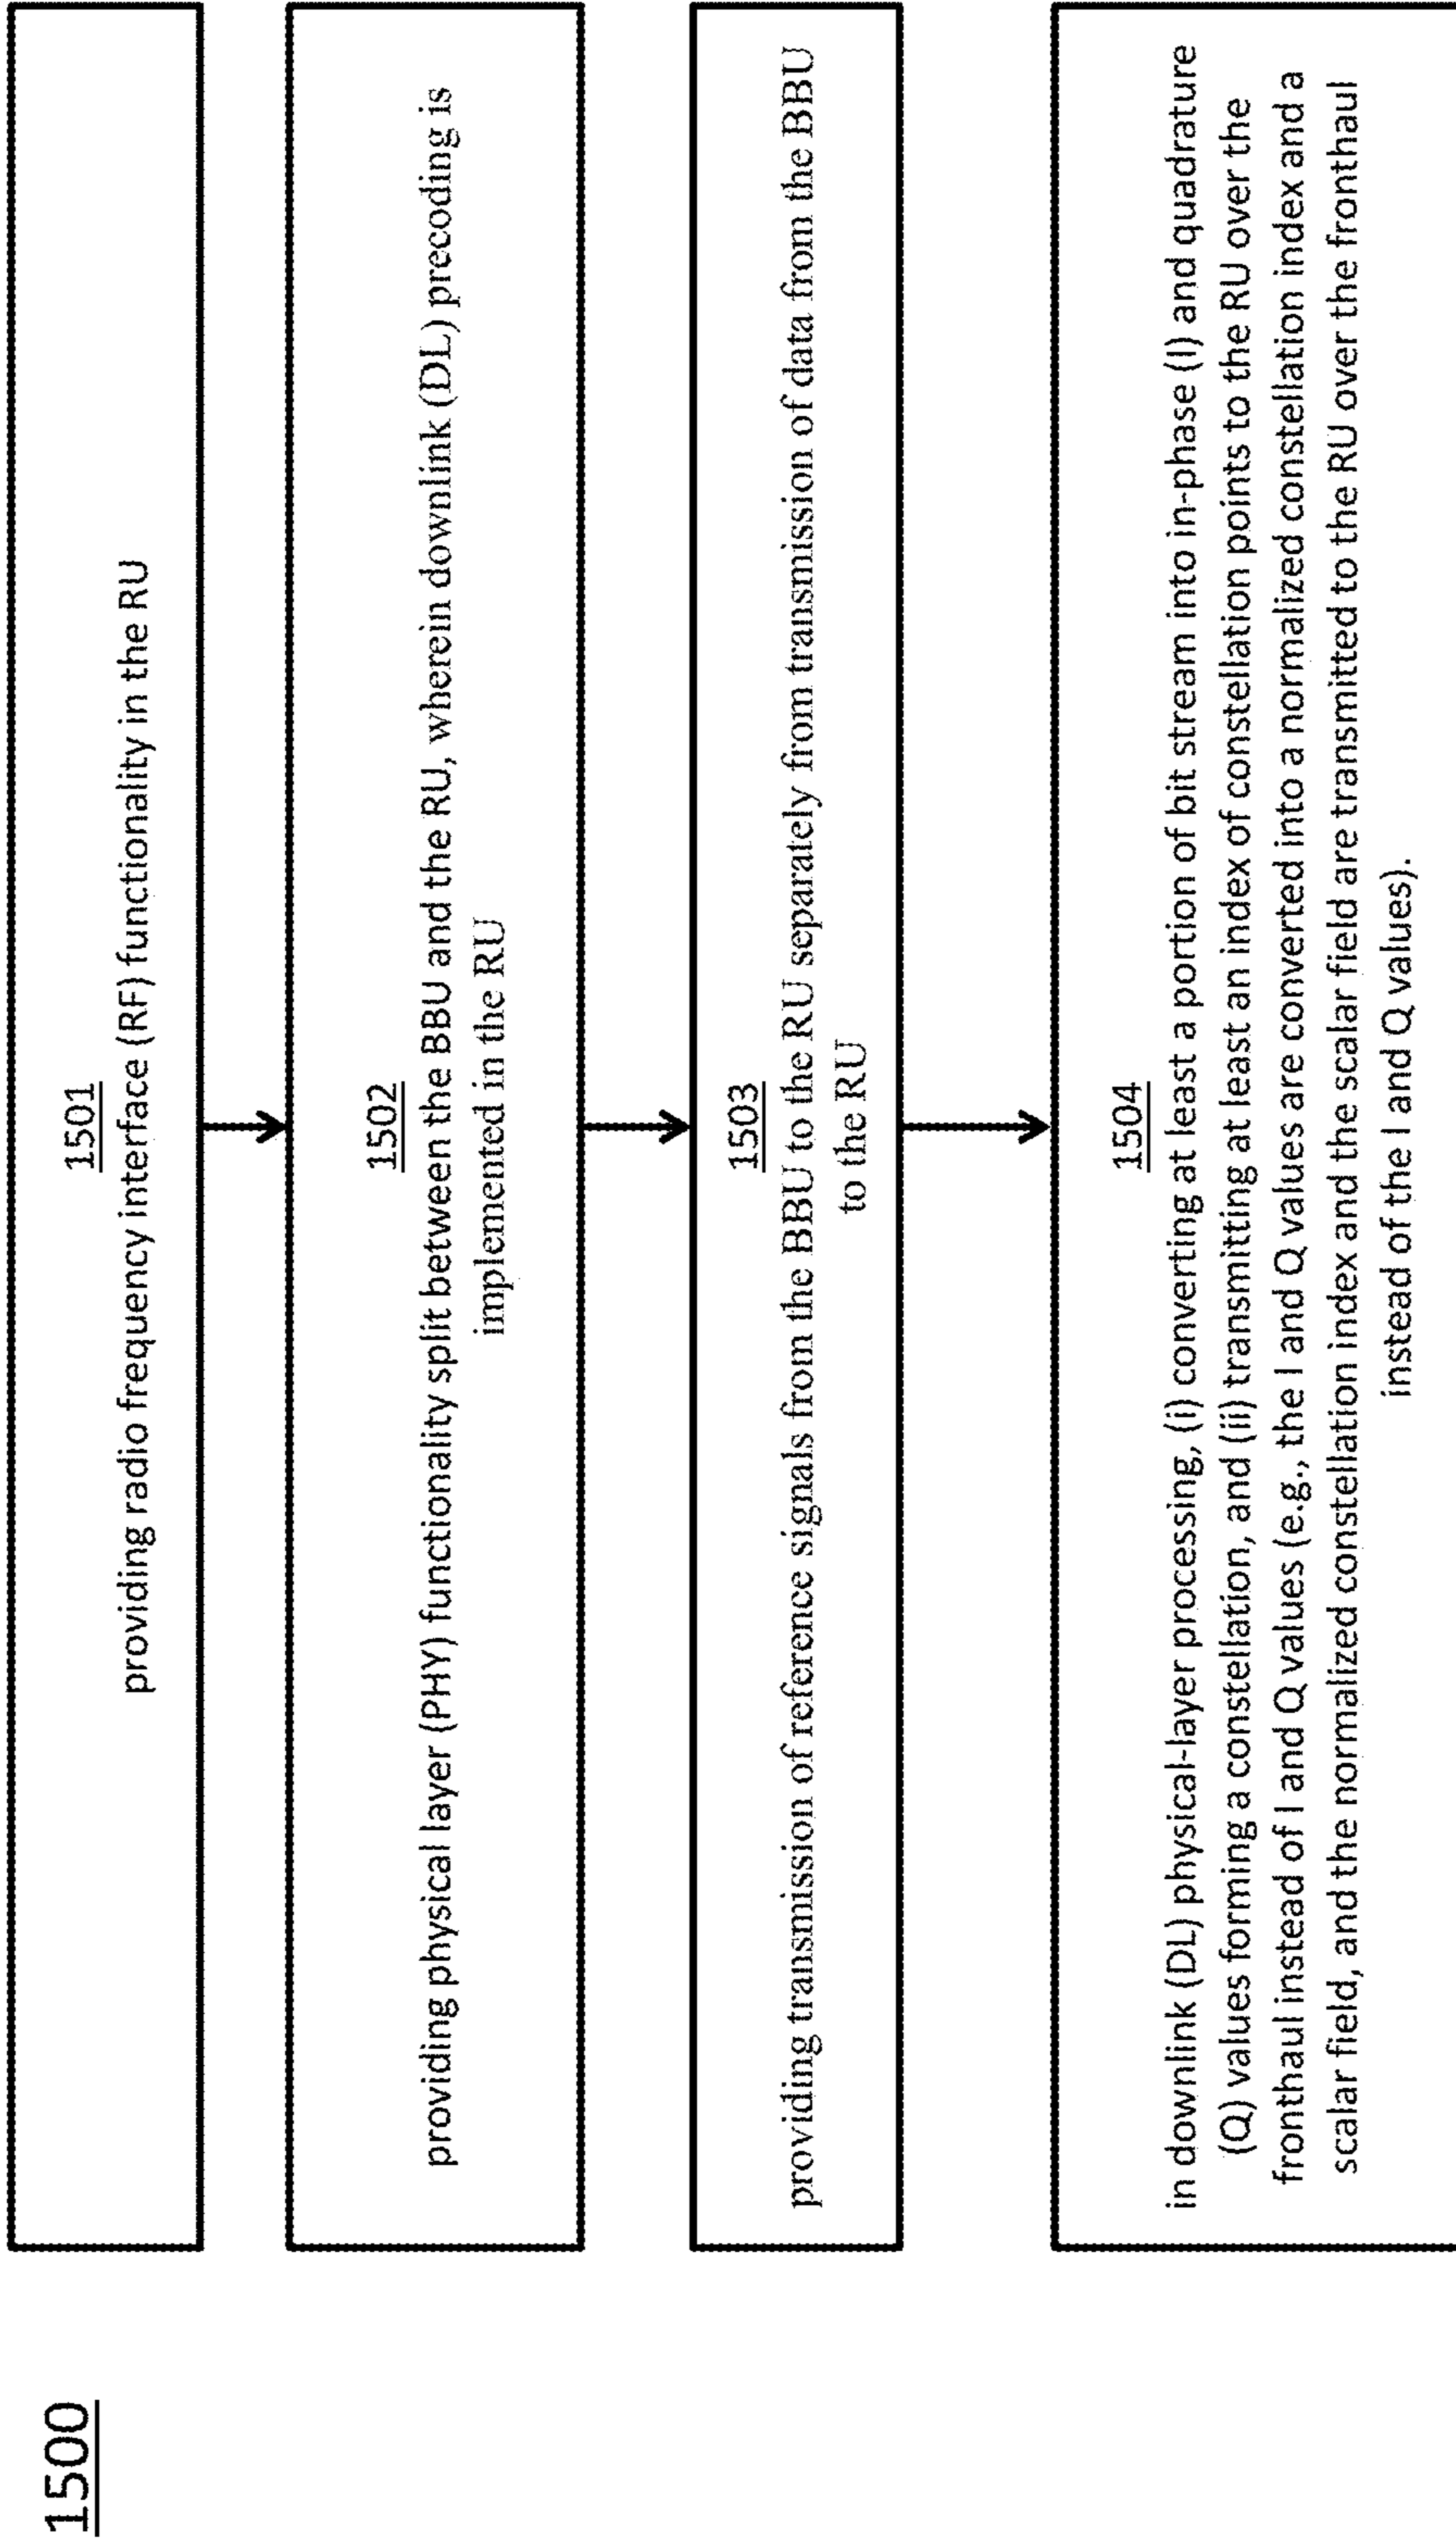 1500
1501
providing radio frequency interface (RF) functionality in the RU
1502
providing physical layer (PHY) functionality split between the BBU and the RU, wherein downlink (DL) precoding is
implemented in the RU
1503
providing transmission of reference signals from the BBU to the RU separately from transmission of data from the BBU
to the RU
1504
in downlink (DL) physical-layer processing, (i) converting at least a portion of bit stream into in-phase (I) and quadrature
(Q) values forming a constellation, and (ii) transmitting at least an index of constellation points to the RU over the
fronthaul instead of I and Q values (e.g., the I and Q values are converted into a normalized constellation index and a
scalar field, and the normalized constellation index and the scalar field are transmitted to the RU over the fronthaul
instead of the I and Q values).